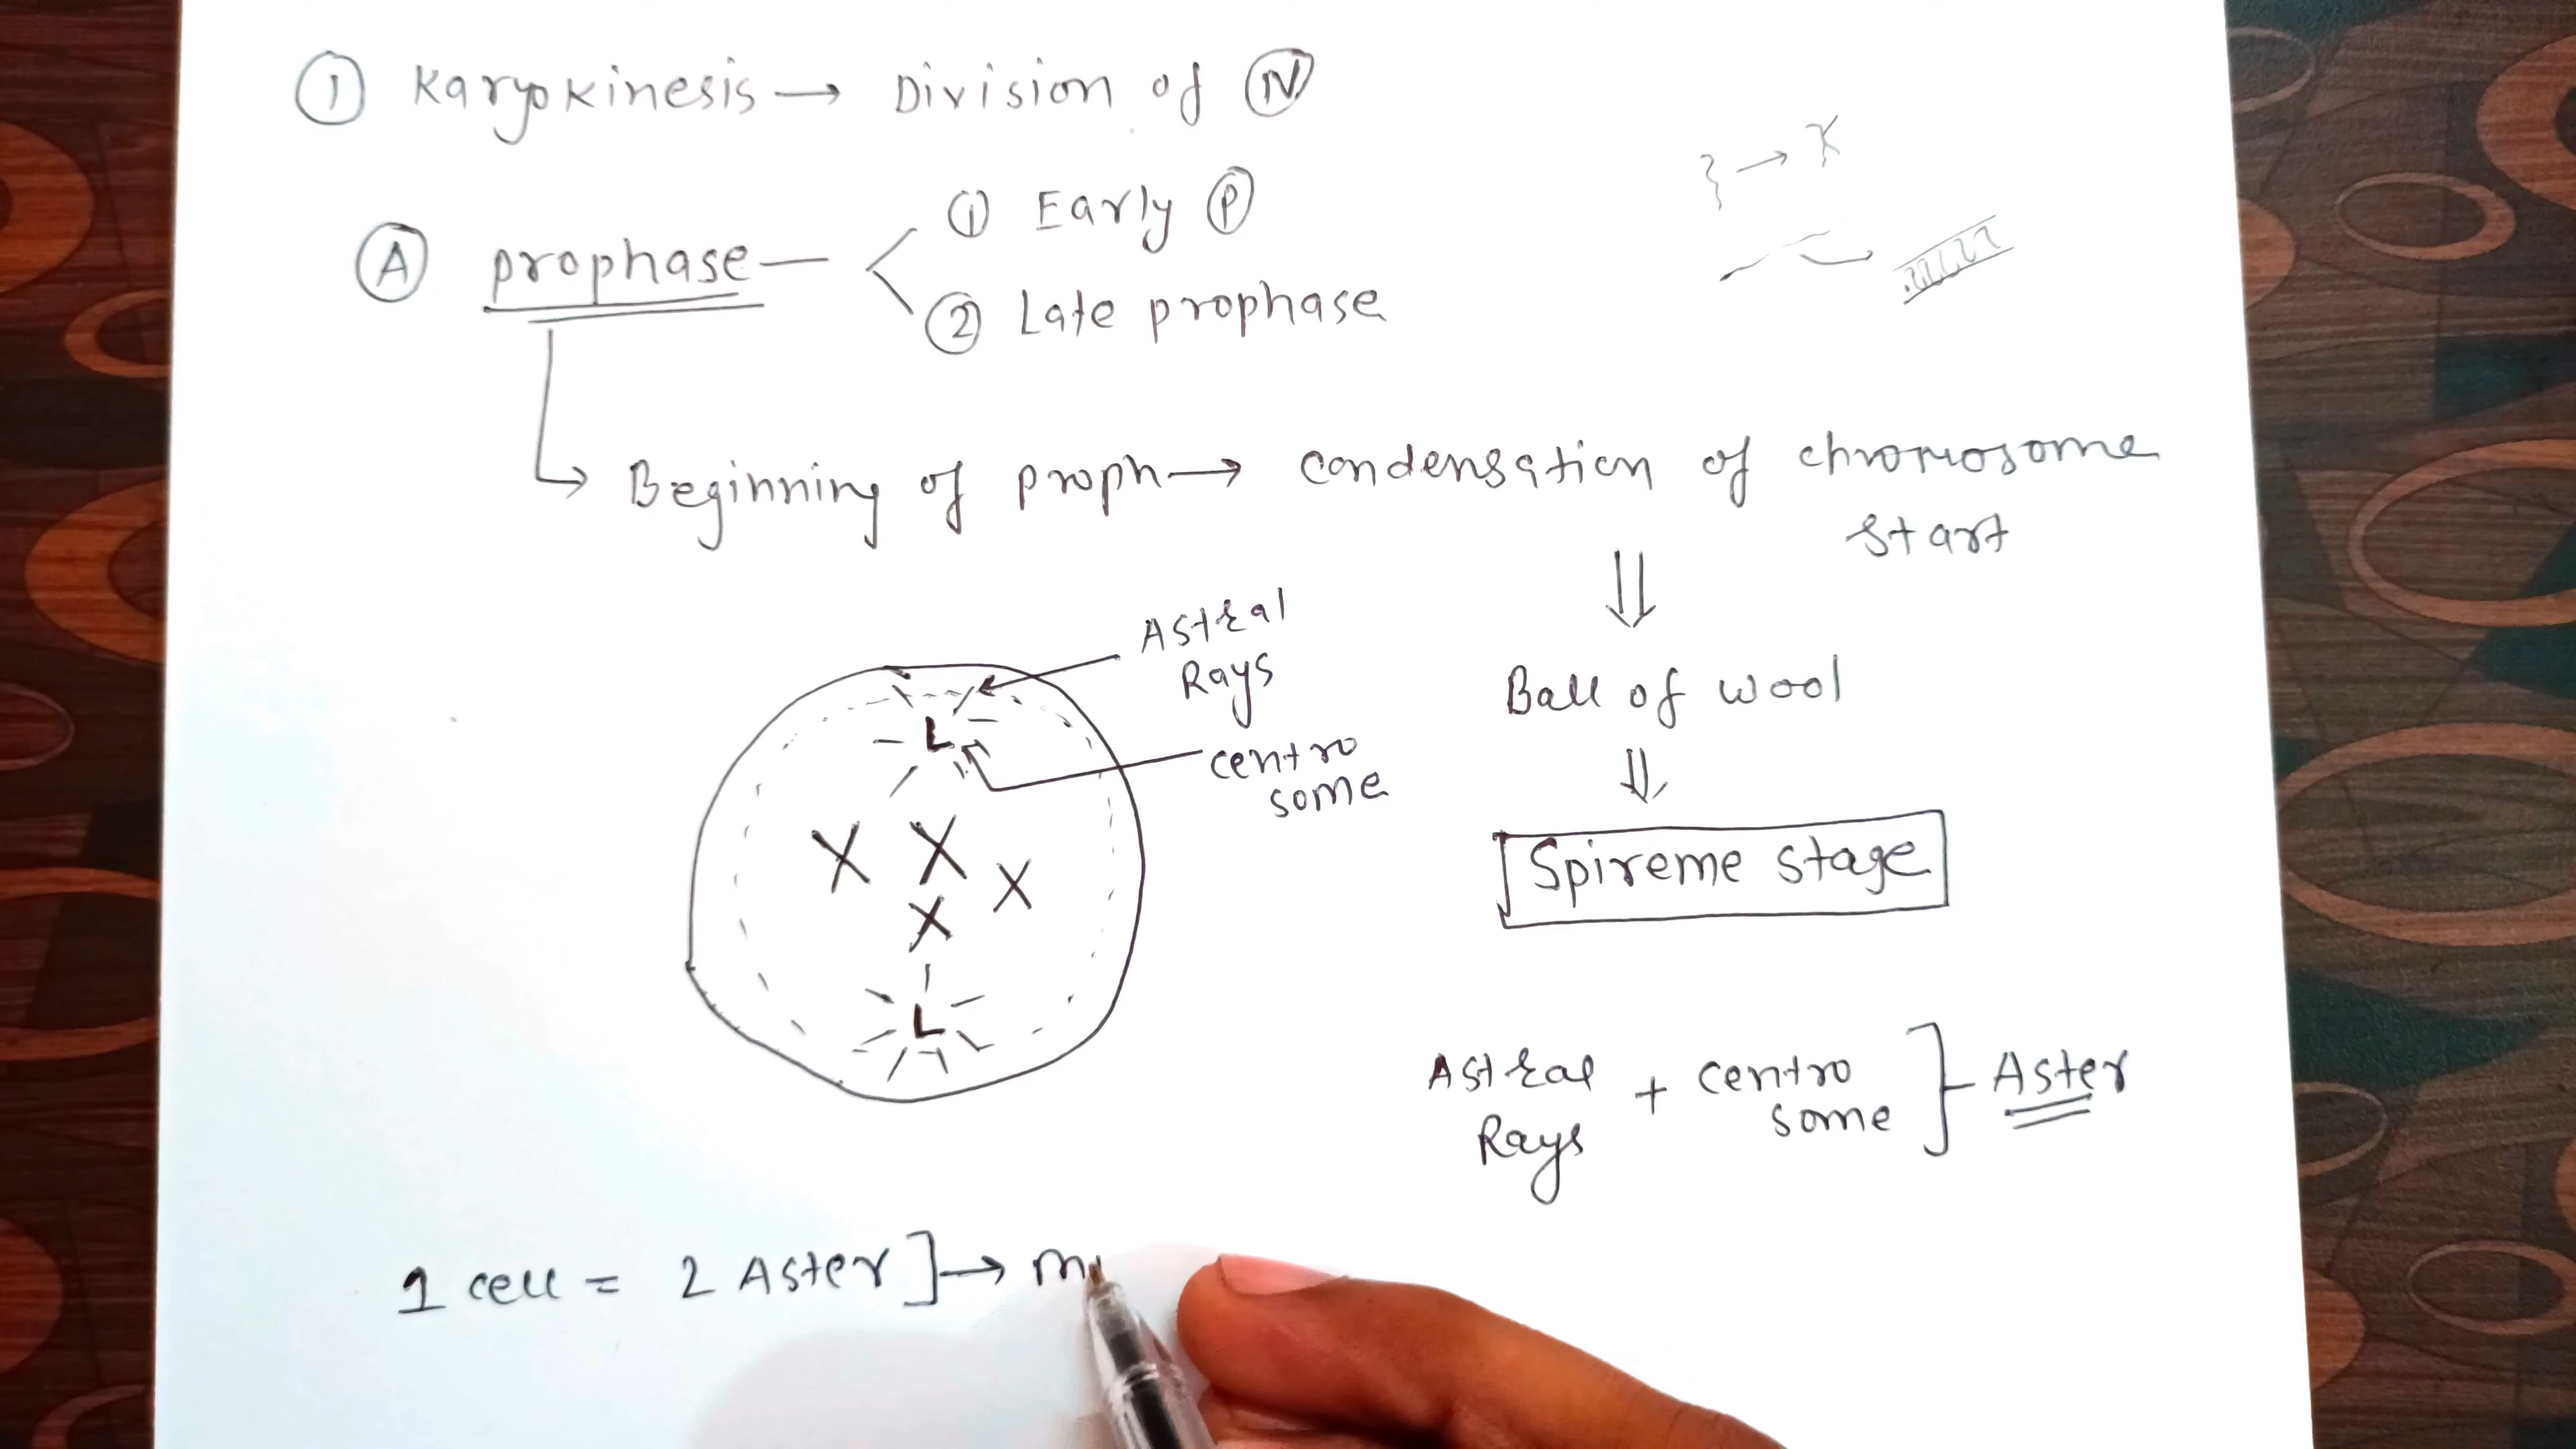 ① Karyokinesis → Division of Ⓝ
Ⓐ prophase — ① Early Ⓟ
② Late prophase
Beginning of proph → condensation of chromosome
start
Astral
Rays
centro
some
Ball of wool
Spireme stage
Astral
Rays + centro
some } Aster
1 cell = 2 Aster ] → m